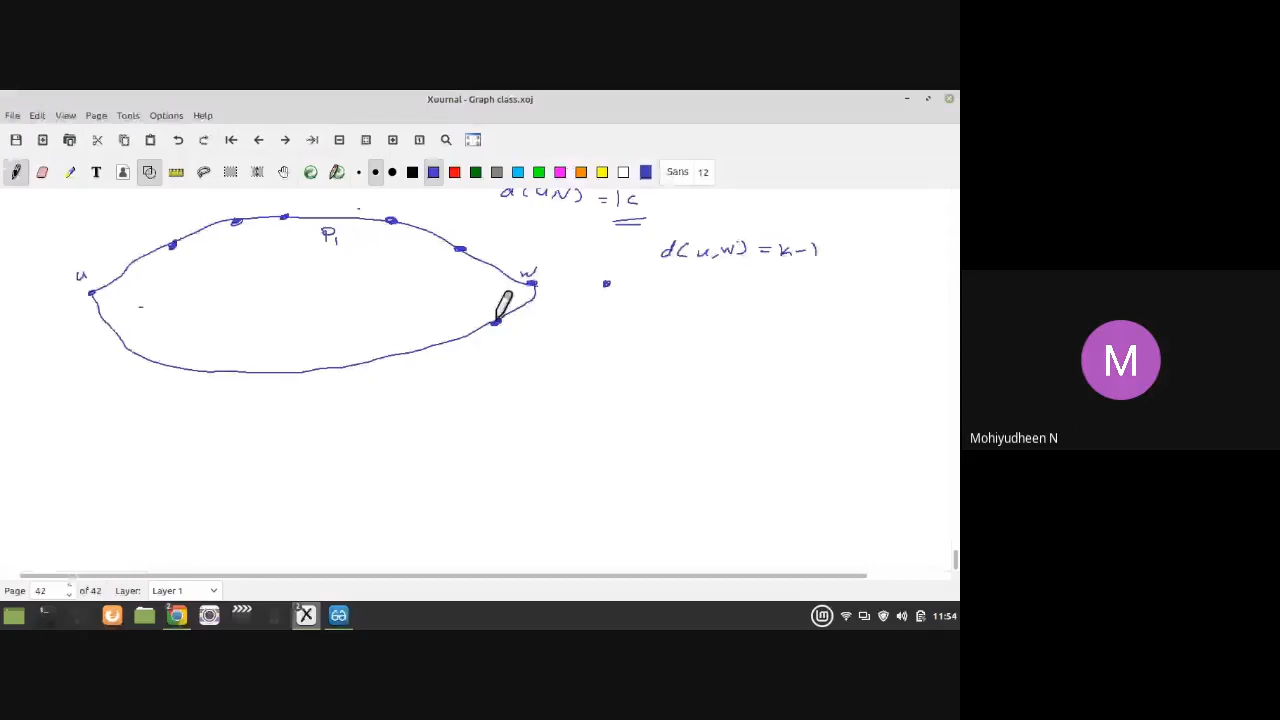 Xournal - Graph class.xoj
File Edit View Page Tools Options Help
T
Sans 12
d(u,v) = k
d(u,w) = k-1
P1
u
w
Page 42 of 42 Layer: Layer 1
11:54
M
Mohiyudheen N